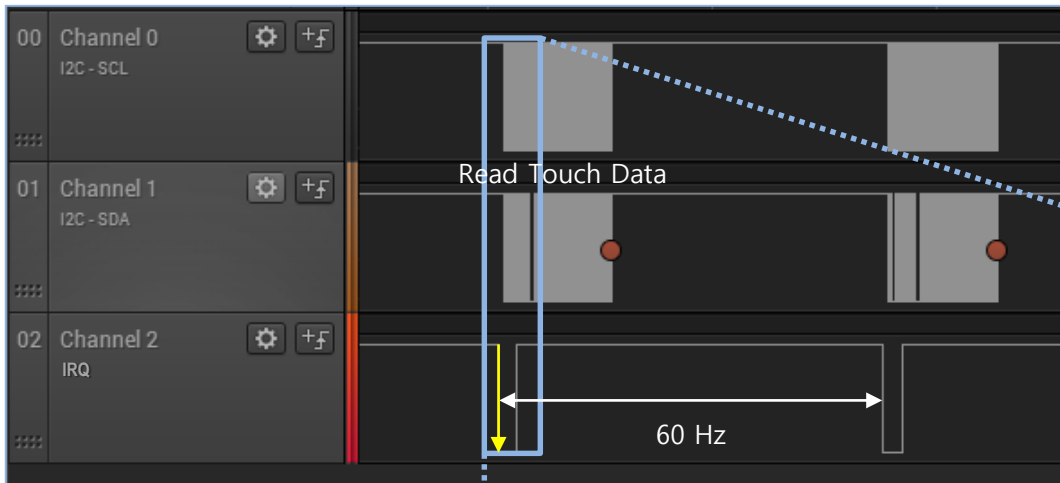 00 Channel 0
I2C - SCL
Read Touch Data
01 Channel 1
I2C - SDA
02 Channel 2
IRQ
60 Hz